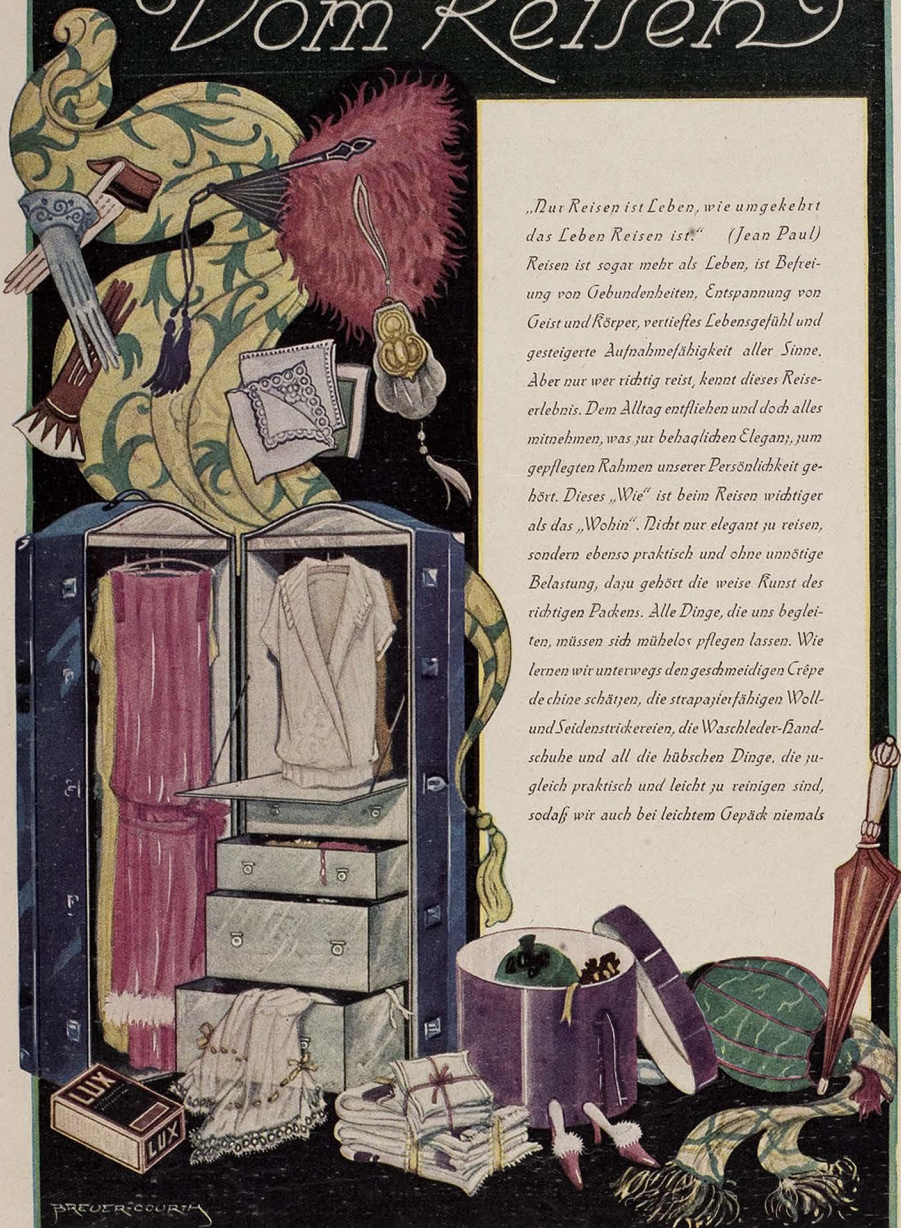 Vom Reisen
„Nur Reisen ist Leben, wie umgekehrt
das Leben Reisen ist.“ (Jean Paul)
Reisen ist sogar mehr als Leben, ist Befrei-
ung von Gebundenheiten, Entspannung von
Geist und Körper, vertieftes Lebensgefühl und
gesteigerte Aufnahmefähigkeit aller Sinne.
Aber nur wer richtig reist, kennt dieses Reise-
erlebnis. Dem Alltag entfliehen und doch alles
mitnehmen, was zur behaglichen Eleganz, zum
gepflegten Rahmen unserer Persönlichkeit ge-
hört. Dieses „Wie“ ist beim Reisen wichtiger
als das „Wohin“. Nicht nur elegant zu reisen,
sondern ebenso praktisch und ohne unnötige
Belastung, dazu gehört die weise Kunst des
richtigen Packens. Alle Dinge, die uns beglei-
ten, müssen sich mühelos pflegen lassen. Wie
lernen wir unterwegs den geschmeidigen Crêpe
de chine schätzen, die strapazierfähigen Woll-
und Seidenstrickereien, die Waschleder-Hand-
schuhe und all die hübschen Dinge, die zu-
gleich praktisch und leicht zu reinigen sind,
sodaß wir auch bei leichtem Gepäck niemals
LUX
LUX
BREUER-COURTH